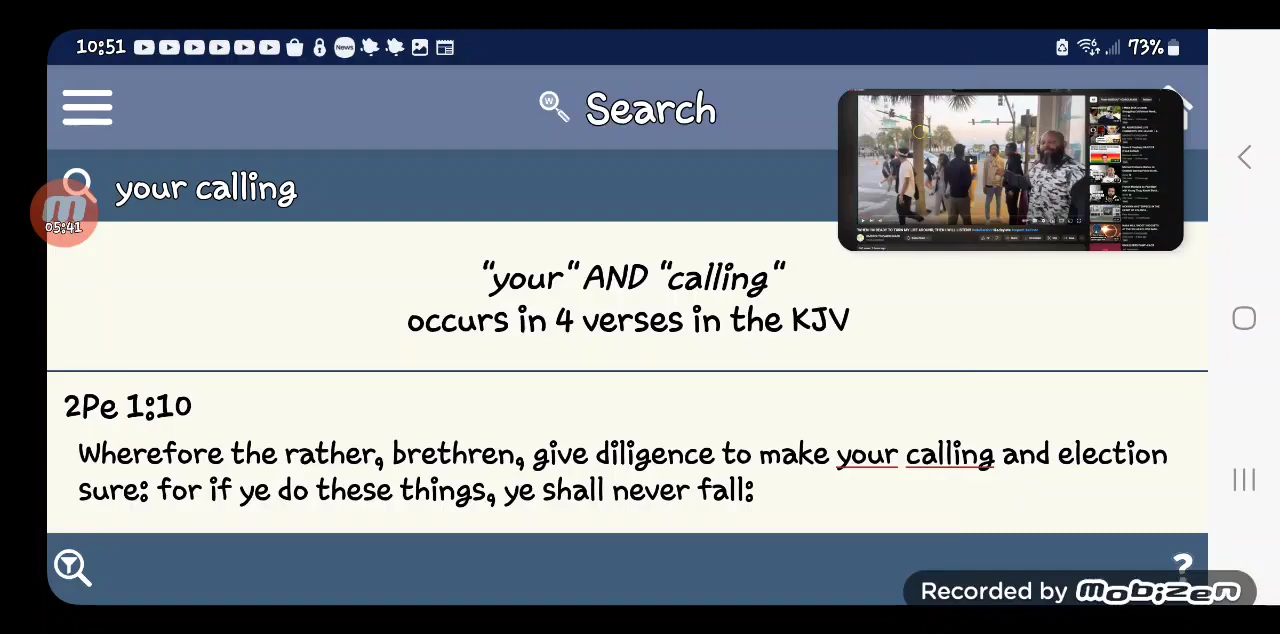 10:51
News
73%
Search
your calling
05:41
"your" AND "calling"
occurs in 4 verses in the KJV
2Pe 1:10
Wherefore the rather, brethren, give diligence to make your calling and election
sure: for if ye do these things, ye shall never fall:
?
Recorded by mobizen